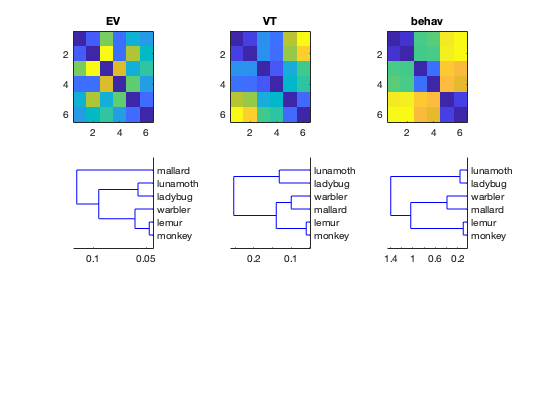 EV VT behav
2 2 2
4 4 4
6 6 6
2 4 6 2 4 6 2 4 6
mallard lunamoth lunamoth
lunamoth ladybug ladybug
ladybug warbler warbler
warbler mallard mallard
lemur lemur lemur
monkey monkey monkey
0.1 0.05 0.2 0.1 1.4 1 0.6 0.2